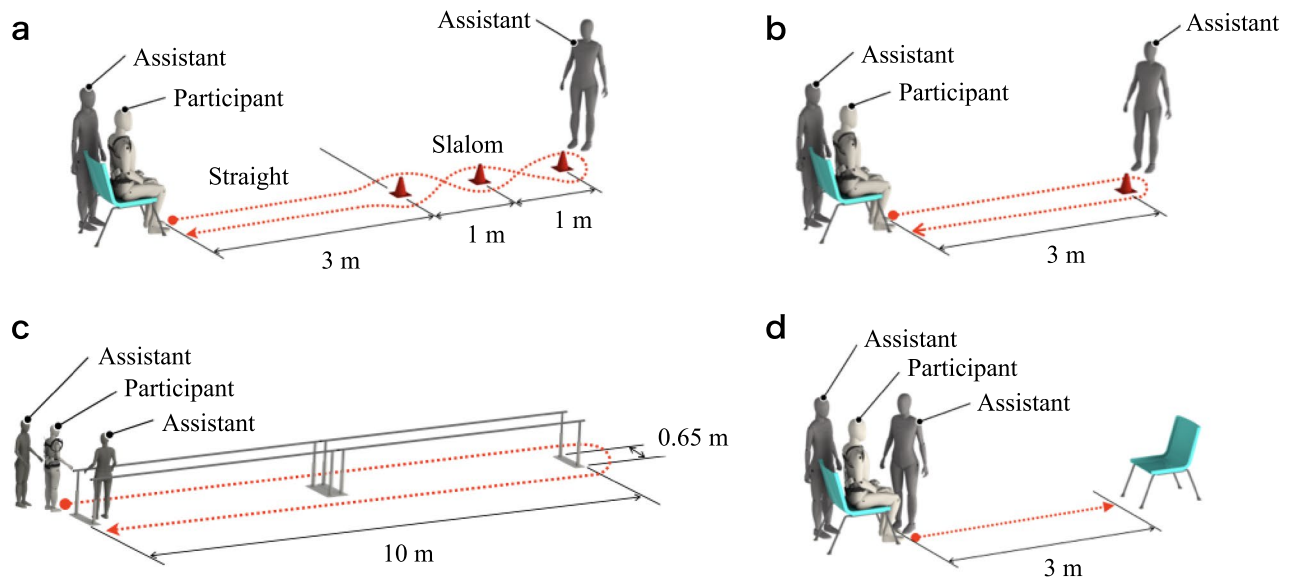 a
Assistant
Assistant
Participant
Straight
Slalom
3 m
1 m
1 m
b
Assistant
Assistant
Participant
3 m
c
Assistant
Participant
Assistant
0.65 m
10 m
d
Assistant
Participant
Assistant
3 m